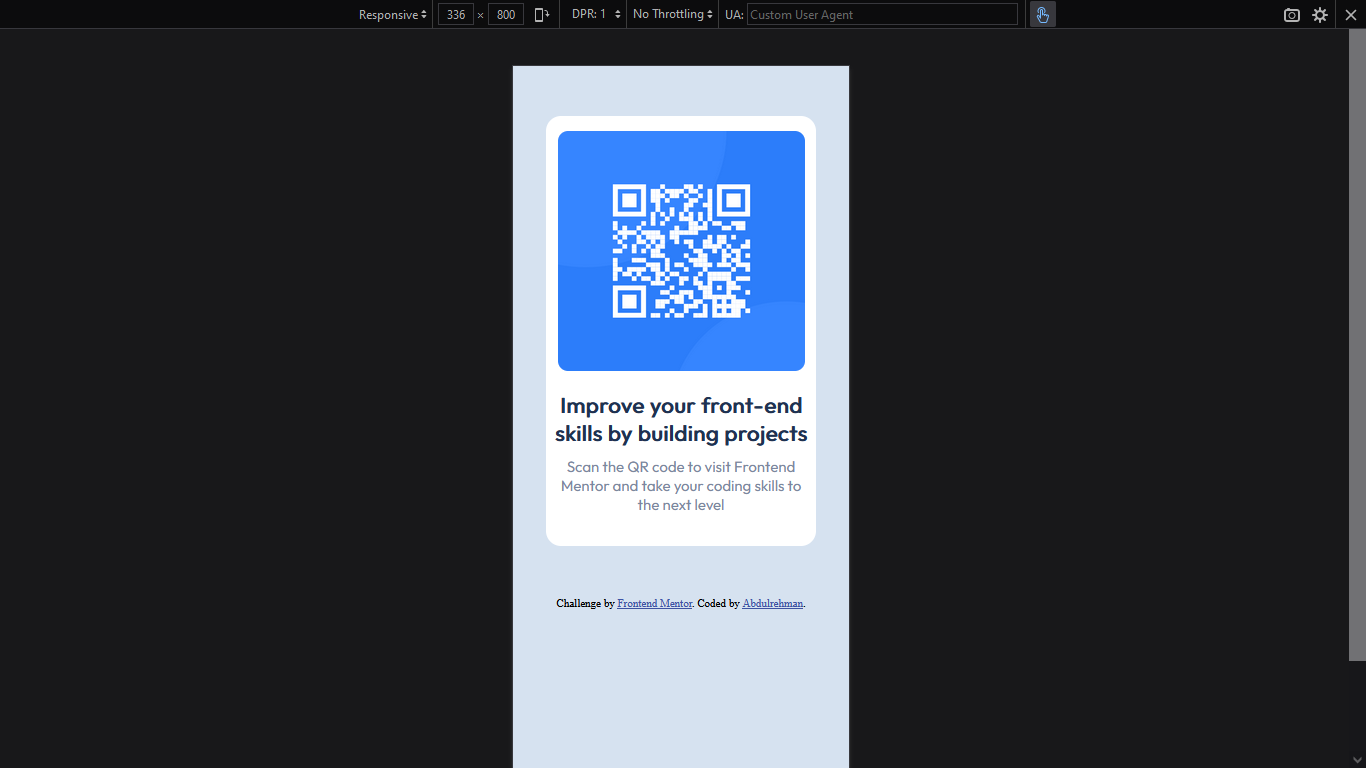 Responsive 336 × 800 DPR: 1 No Throttling UA: Custom User Agent
Improve your front-end
skills by building projects
Scan the QR code to visit Frontend
Mentor and take your coding skills to
the next level
Challenge by Frontend Mentor. Coded by Abdulrehman.